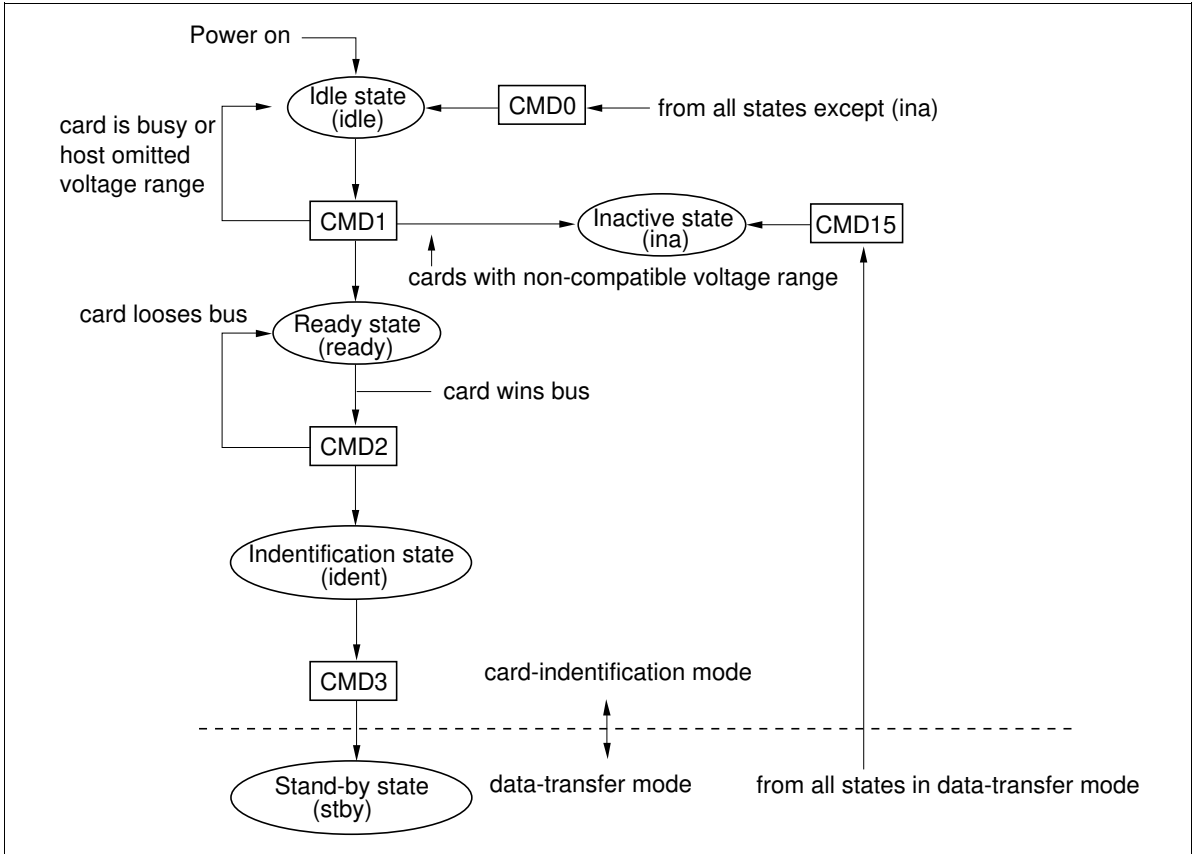 Power on
Idle state
(idle)
CMD0
from all states except (ina)
card is busy or
host omitted
voltage range
CMD1
Inactive state
(ina)
CMD15
cards with non-compatible voltage range
card looses bus
Ready state
(ready)
card wins bus
CMD2
Indentification state
(ident)
CMD3
card-indentification mode
Stand-by state
(stby)
data-transfer mode
from all states in data-transfer mode